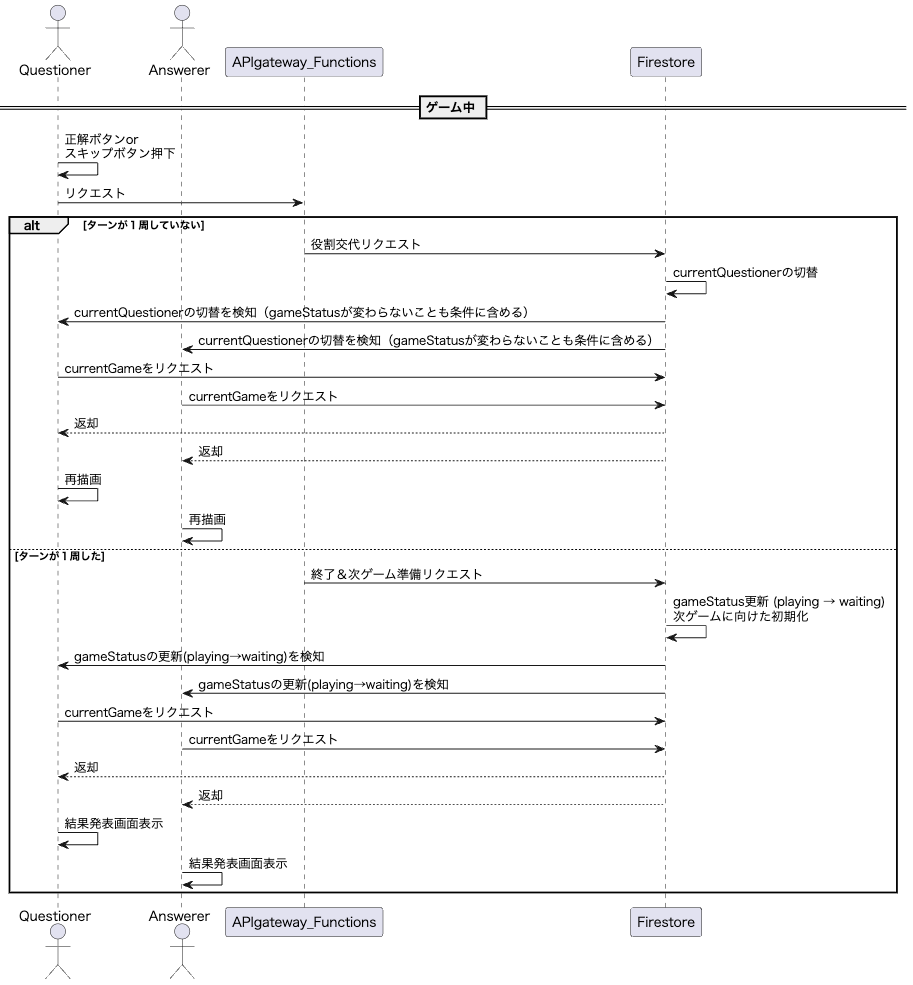 Questioner
Answerer
APIgateway_Functions
Firestore
ゲーム中
正解ボタンor
スキップボタン押下
リクエスト
alt
[ターンが１周していない]
役割交代リクエスト
currentQuestionerの切替
currentQuestionerの切替を検知（gameStatusが変わらないことも条件に含める）
currentQuestionerの切替を検知（gameStatusが変わらないことも条件に含める）
currentGameをリクエスト
currentGameをリクエスト
返却
返却
再描画
再描画
[ターンが１周した]
終了＆次ゲーム準備リクエスト
gameStatus更新 (playing → waiting)
次ゲームに向けた初期化
gameStatusの更新(playing→waiting)を検知
gameStatusの更新(playing→waiting)を検知
currentGameをリクエスト
currentGameをリクエスト
返却
返却
結果発表画面表示
結果発表画面表示
Questioner
Answerer
APIgateway_Functions
Firestore